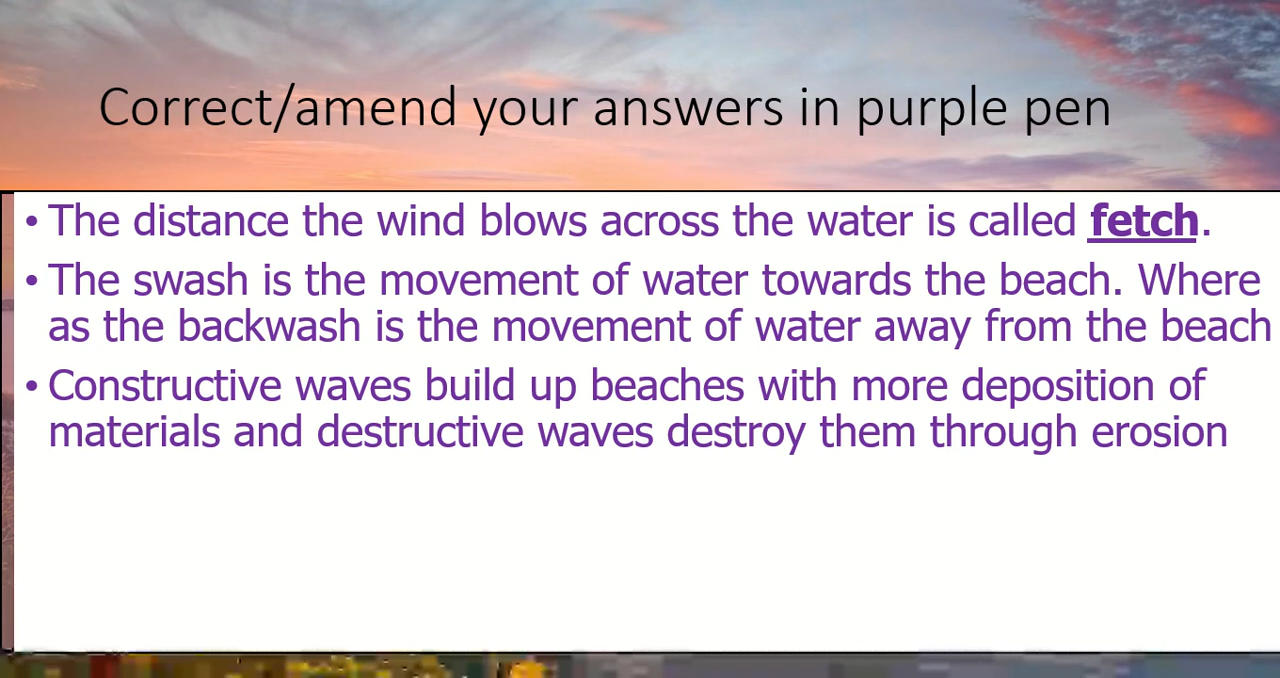 Correct/amend your answers in purple pen
• The distance the wind blows across the water is called fetch.
• The swash is the movement of water towards the beach. Where
as the backwash is the movement of water away from the beach
• Constructive waves build up beaches with more deposition of
materials and destructive waves destroy them through erosion